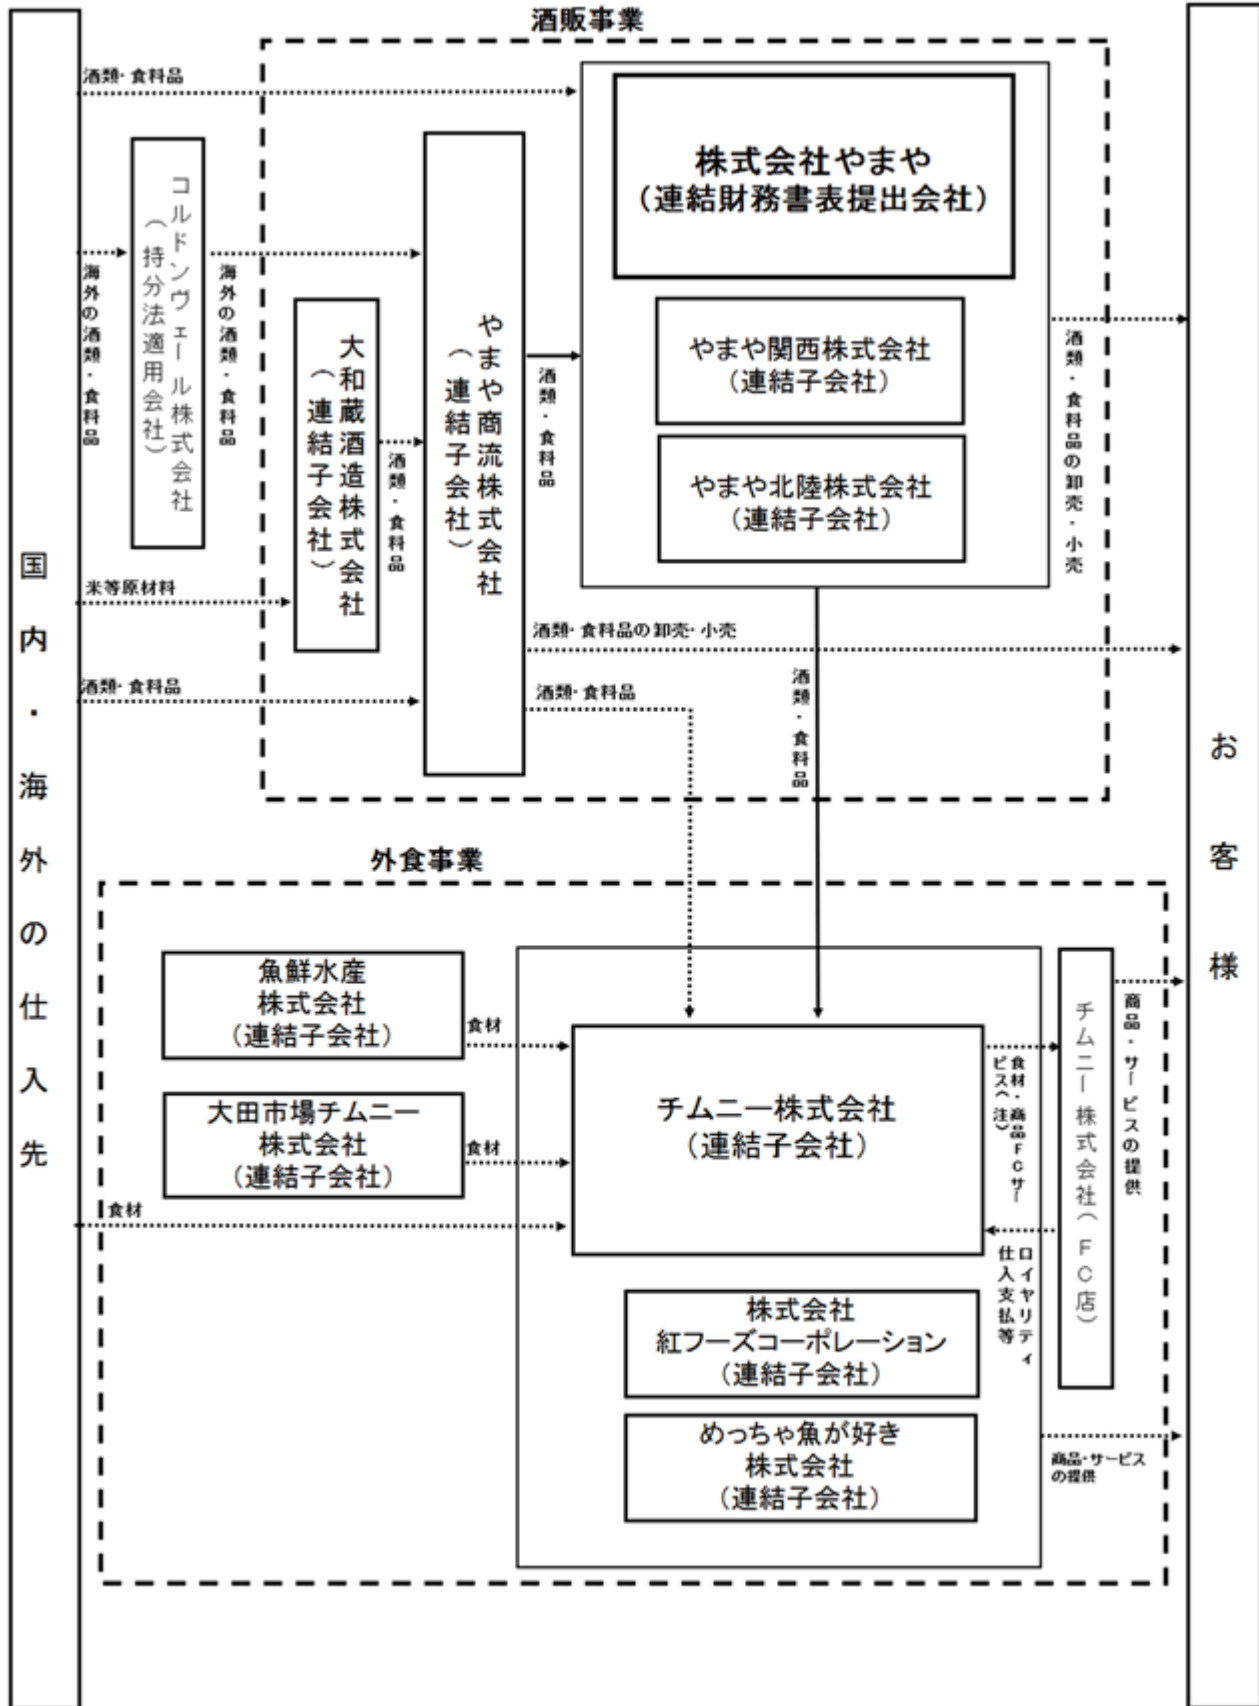 酒販事業
国内・海外の仕入先
酒類・食料品
コルドンヴェール株式会社
（持分法適用会社）
海外の酒類・食料品
海外の酒類・食料品
大和蔵酒造株式会社
（連結子会社）
米等原材料
酒類・食料品
酒類・食料品
やまや商流株式会社
（連結子会社）
酒類・食料品
株式会社やまや
（連結財務書表提出会社）
やまや関西株式会社
（連結子会社）
やまや北陸株式会社
（連結子会社）
酒類・食料品の卸売・小売
酒類・食料品の卸売・小売
酒類・食料品
酒類・食料品
お客様
外食事業
魚鮮水産
株式会社
（連結子会社）
食材
大田市場チムニー
株式会社
（連結子会社）
食材
食材
チムニー株式会社
（連結子会社）
食材・商品FCサー
ビス（注）
ロイヤリティ
仕入支払等
チムニー株式会社（FC店）
商品・サービスの提供
株式会社
紅フーズコーポレーション
（連結子会社）
めっちゃ魚が好き
株式会社
（連結子会社）
商品・サービス
の提供